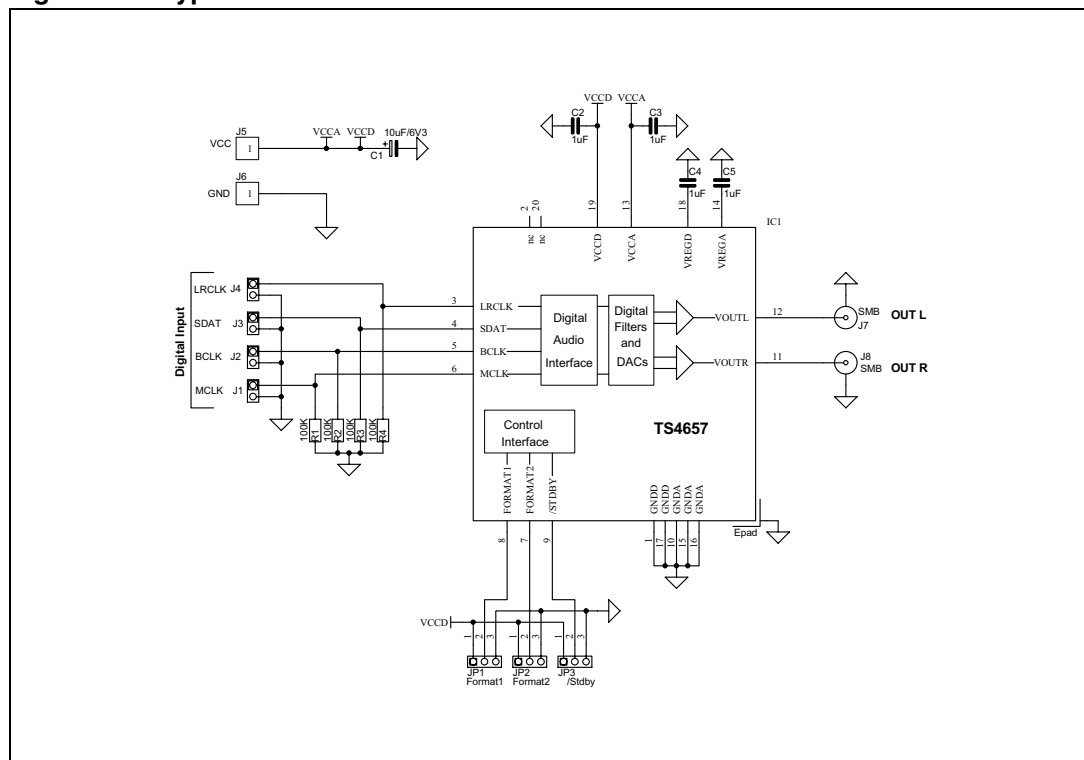 VCCD VCCA
C2 C3
1uF 1uF
J5
VCC 1
VCCA VCCD
10uF/6V3
+
C1
J6
GND 1
C4 C5
1uF 1uF
2 20 19 13 18 14
IC1
nc nc VCCD VCCA VREGD VREGA
Digital Input
LRCLK J4
SDAT J3
BCLK J2
MCLK J1
3 LRCLK
4 SDAT
5 BCLK
6 MCLK
Digital
Audio
Interface
Digital
Filters
and
DACs
VOUTL 12
VOUTR 11
SMB
J7
OUT L
J8
SMB
OUT R
100K 100K 100K 100K
R1 R2 R3 R4
Control
Interface
TS4657
FORMAT1 FORMAT2 /STDBY
GNDD GNDD GNDA GNDA GNDA
Epad
8 7 9
1 17 10 15 16
VCCD
1 2 3 1 2 3 1 2 3
JP1 JP2 JP3
Format1 Format2 /Stdby